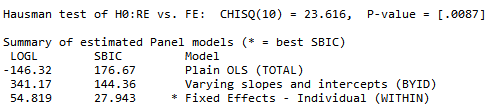 Hausman test of H0:RE vs. FE:  CHISQ(10) = 23.616,  P-value = [.0087]
Summary of estimated Panel models (* = best SBIC)
LOGL        SBIC        Model
-146.32     176.67      Plain OLS (TOTAL)
341.17      144.36      Varying slopes and intercepts (BYID)
54.819      27.943    * Fixed Effects - Individual (WITHIN)